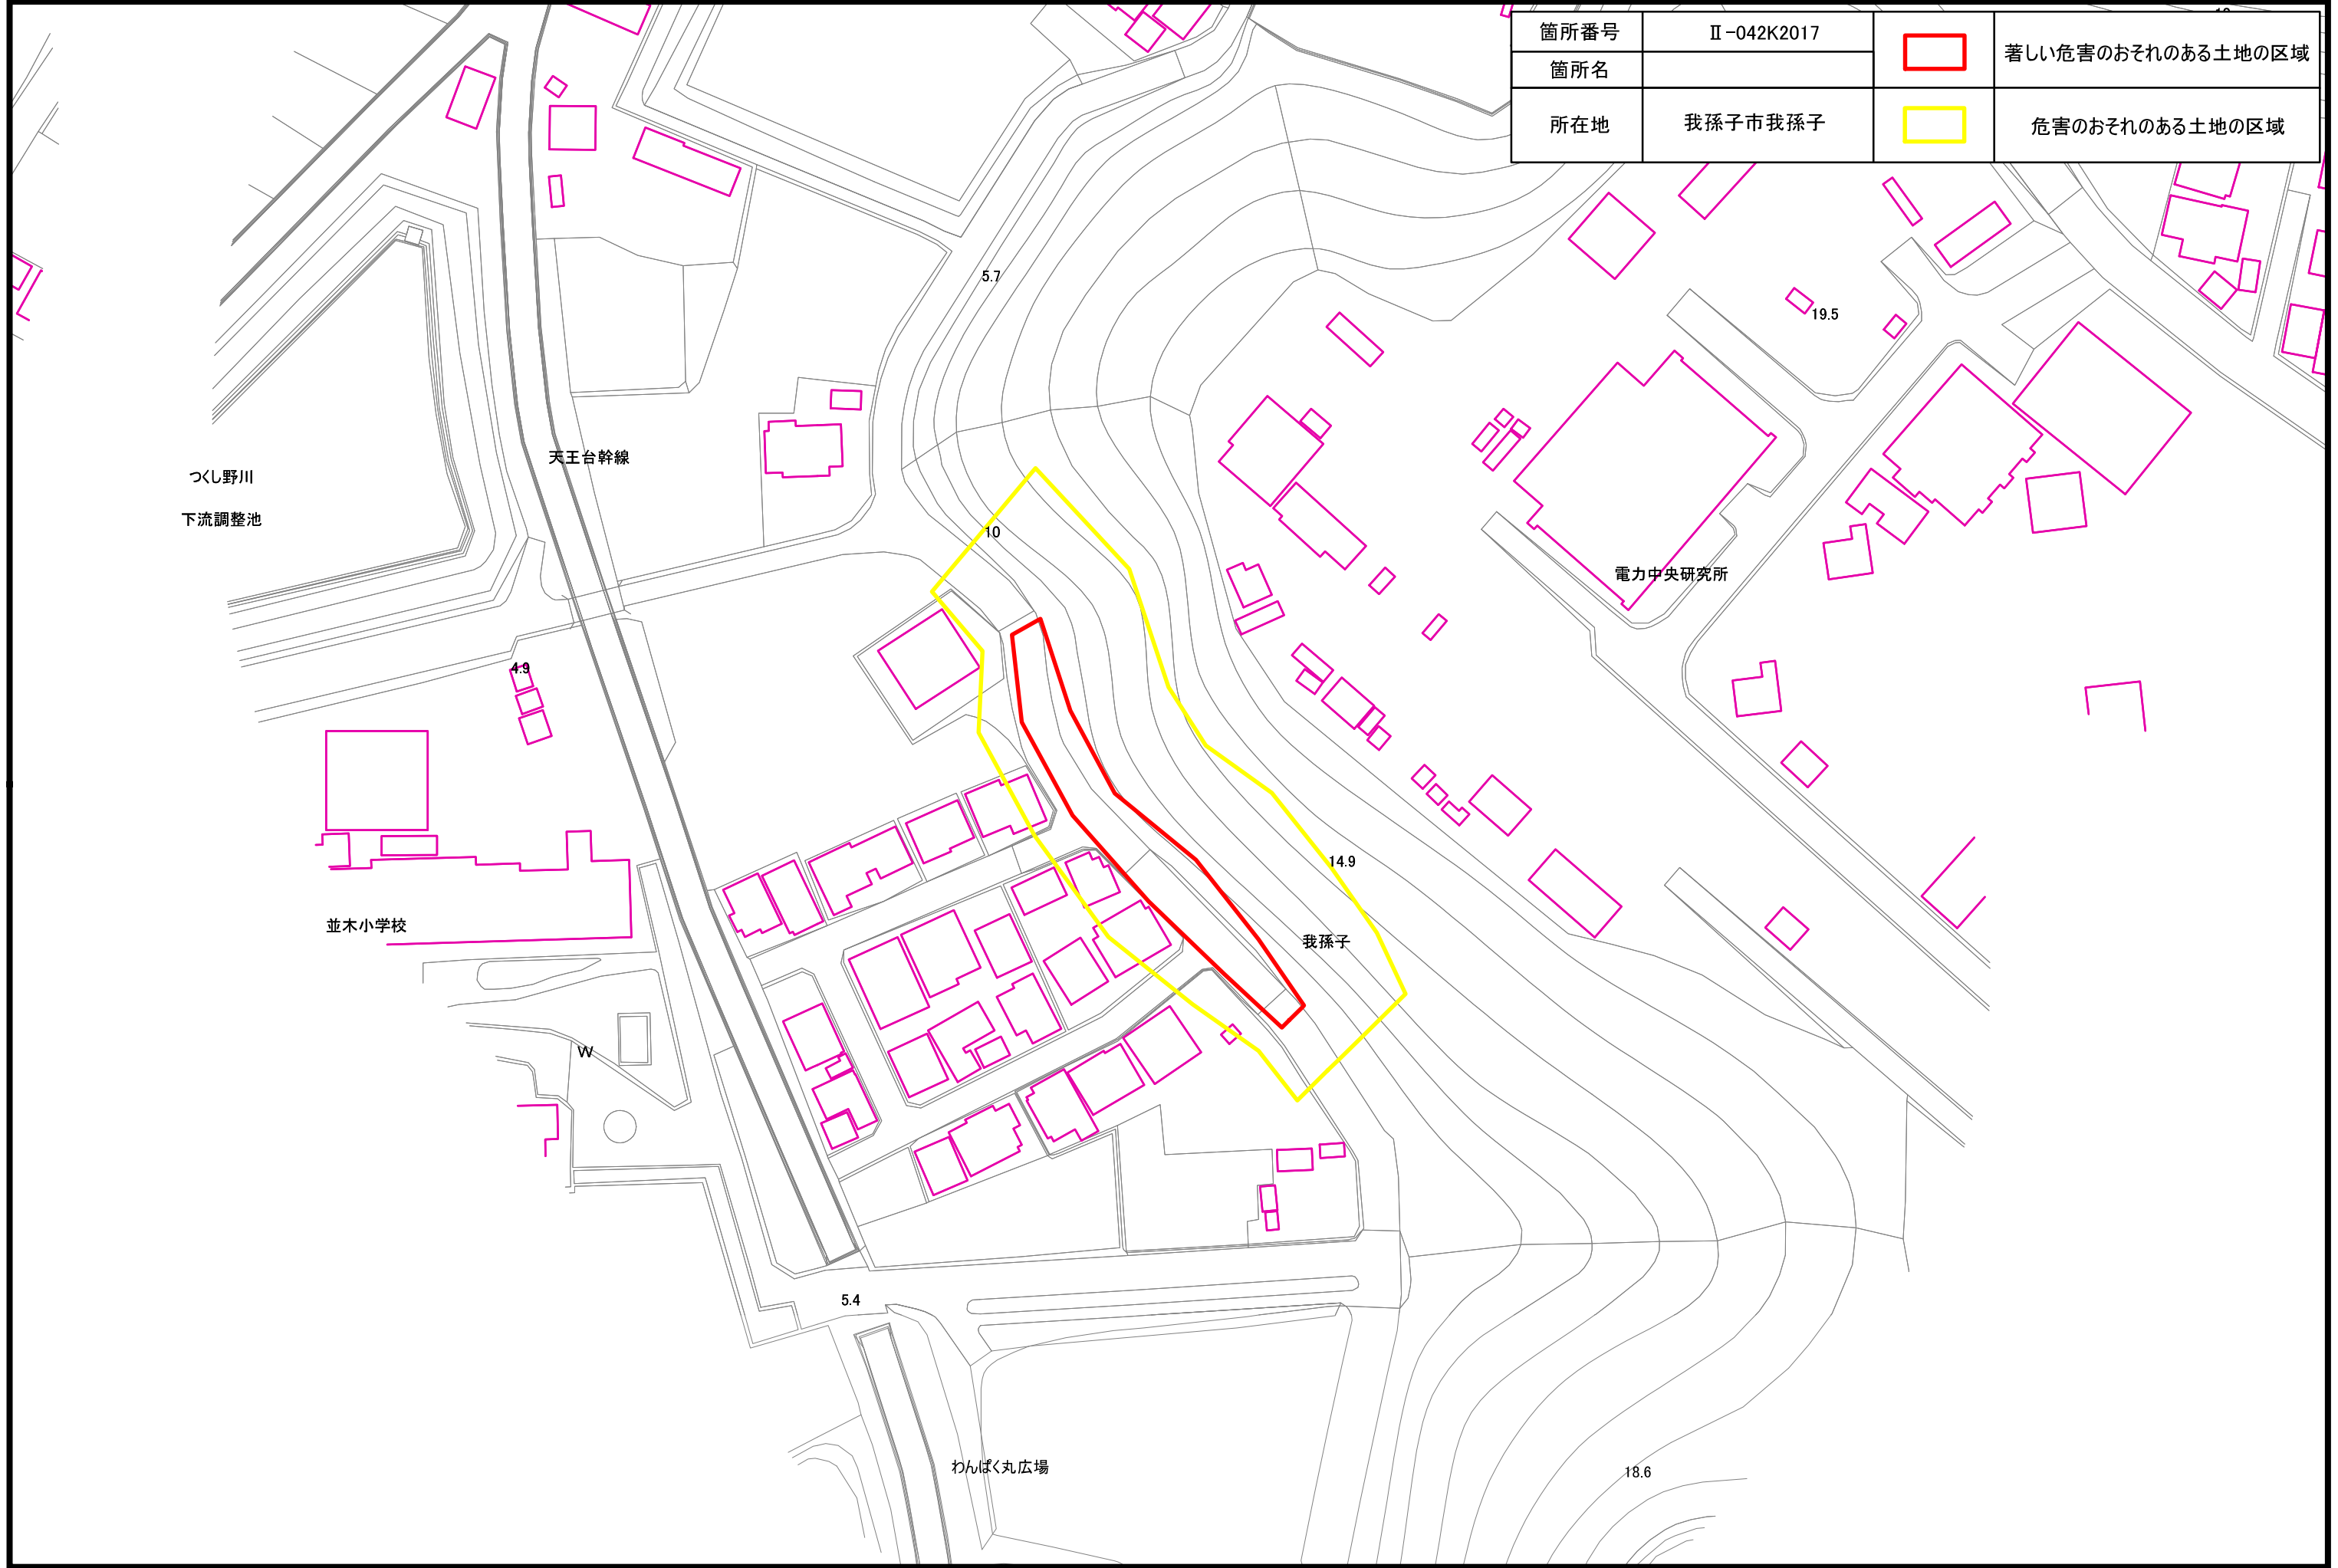 箇所番号
Ⅱ-042K2017
著しい危害のおそれのある土地の区域
箇所名
所在地
我孫子市我孫子
危害のおそれのある土地の区域
5.7
19.5
天王台幹線
つくし野川
下流調整池
10
電力中央研究所
4.9
14.9
並木小学校
我孫子
W
5.4
わんぱく丸広場
18.6